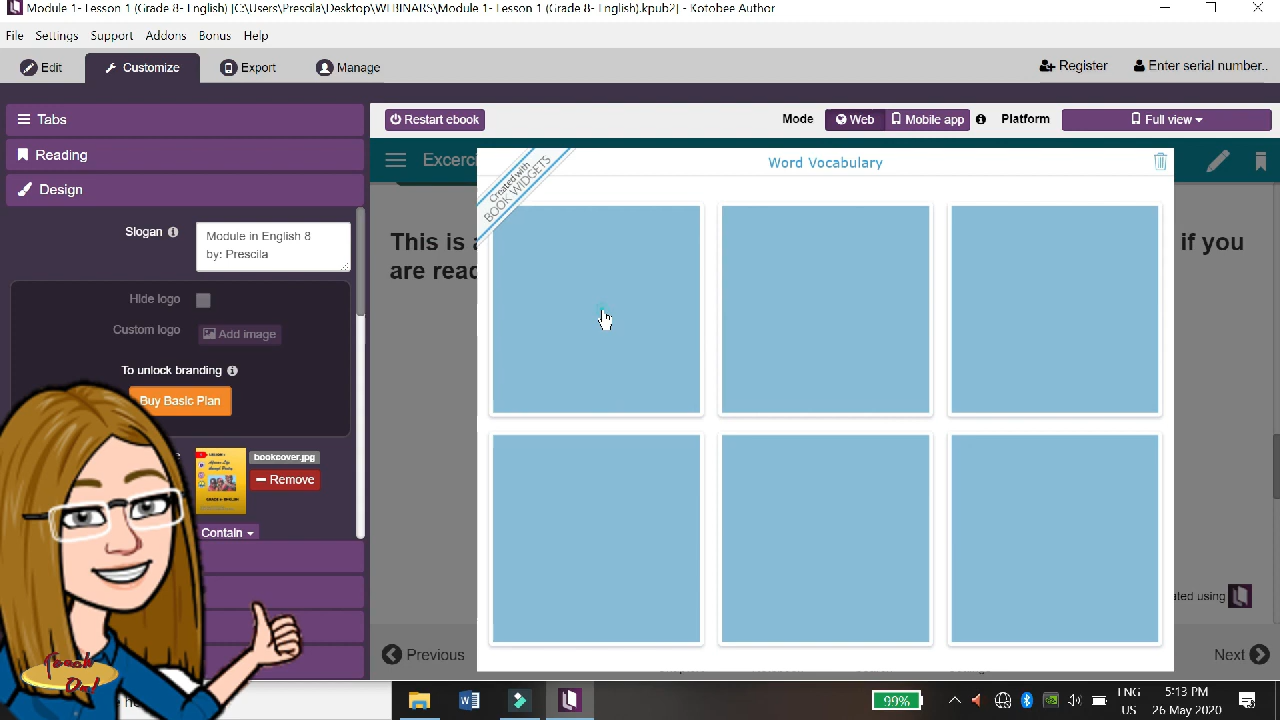 Module 1- Lesson 1 (Grade 8- English) [C:\Users\Prescila\Desktop\WEBINARS\Module 1- Lesson 1 (Grade 8- English).kpub2] - Kotobee Author
File Settings Support Addons Bonus Help
Edit Customize Export Manage Register Enter serial number..
Tabs
Reading
Design
Slogan
Module in English 8
by: Prescila
Hide logo
Custom logo Add image
To unlock branding
Buy Basic Plan
bookcover.jpg
Remove
Contain
Restart ebook Mode Web Mobile app Platform Full view
Excerci
Created with
BOOK WIDGETS
Word Vocabulary
This is a if you
are read
ated using
Previous Next
Coach
99%
ENG
US
5:13 PM
26 May 2020